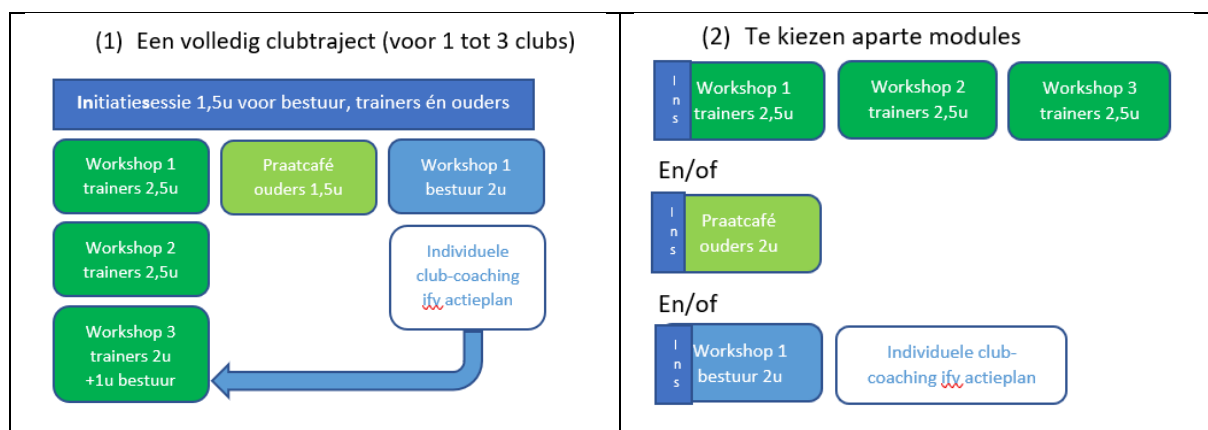 (1) Een volledig clubtraject (voor 1 tot 3 clubs)
Initiatiesessie 1,5u voor bestuur, trainers én ouders
Workshop 1
trainers 2,5u
Praatcafé
ouders 1,5u
Workshop 1
bestuur 2u
Workshop 2
trainers 2,5u
Individuele
club-coaching
ifv actieplan
Workshop 3
trainers 2u
+1u bestuur
(2) Te kiezen aparte modules
I
n
s
Workshop 1
trainers 2,5u
Workshop 2
trainers 2,5u
Workshop 3
trainers 2,5u
En/of
I
n
s
Praatcafé
ouders 2u
En/of
I
n
s
Workshop 1
bestuur 2u
Individuele club-
coaching ifv actieplan